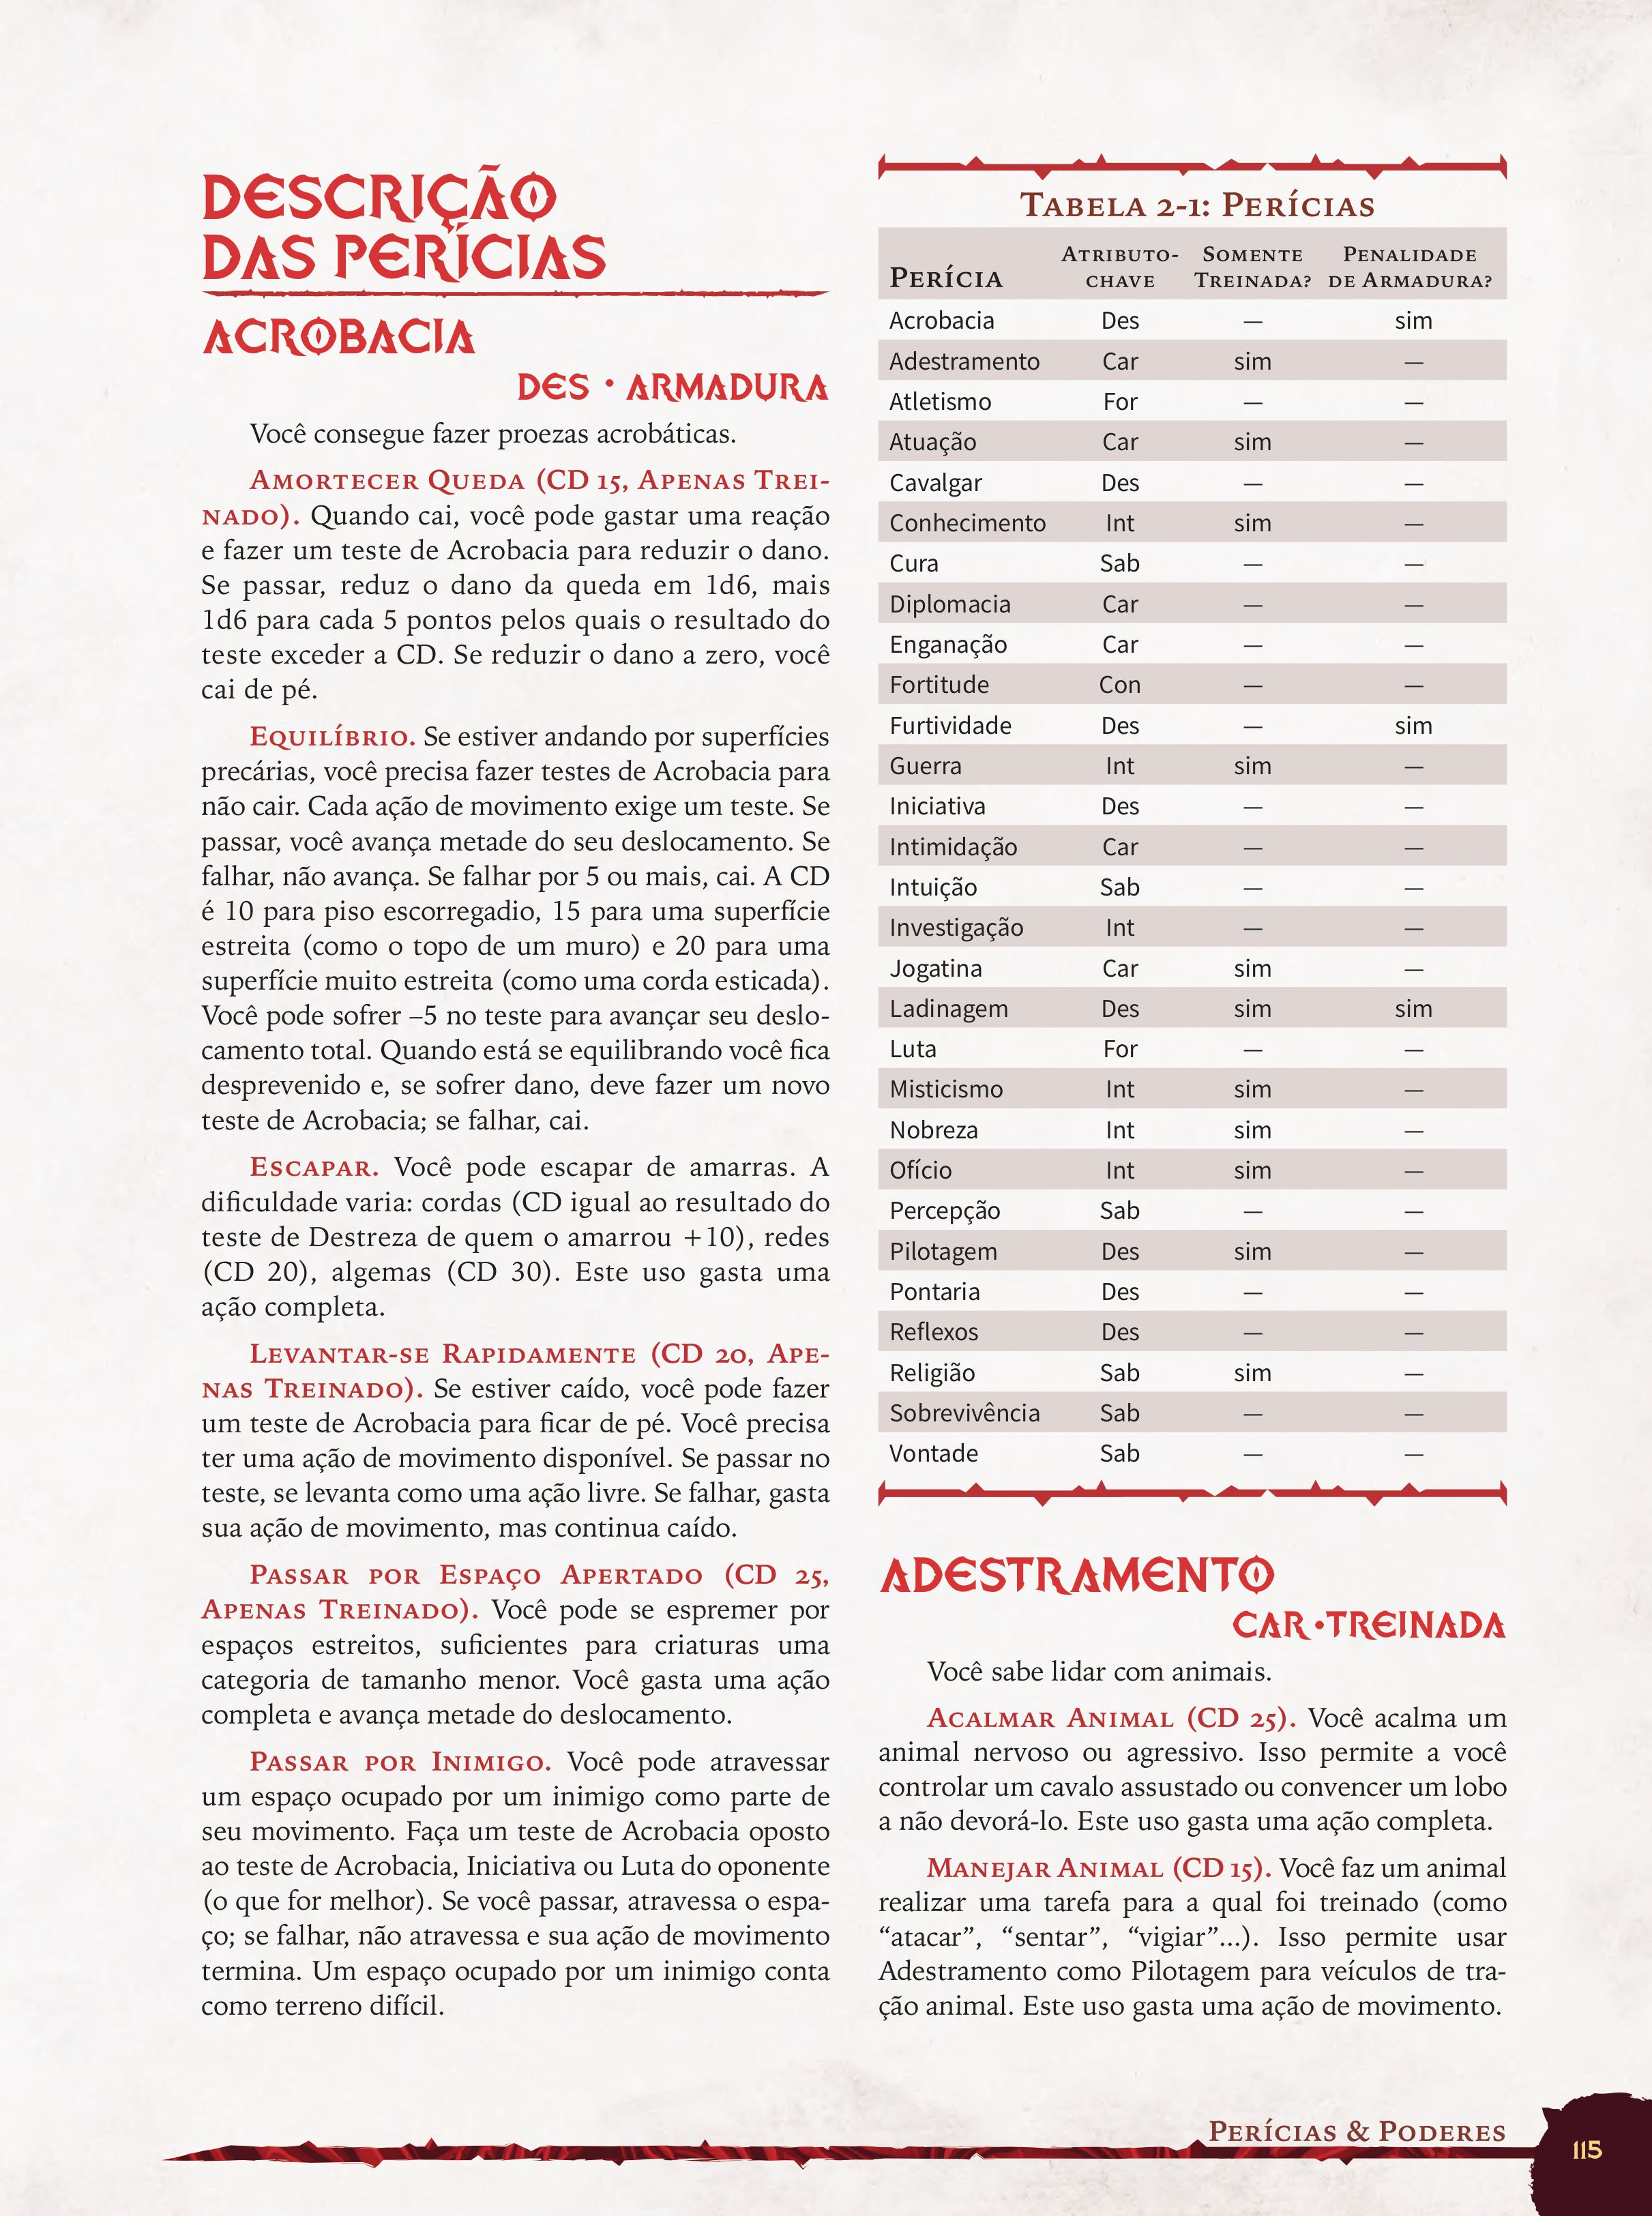 DESCRIÇÃO
DAS PERÍCIAS
ACROBACIA
DES • ARMADURA
Você consegue fazer proezas acrobáticas.
Amortecer Queda (CD 15, Apenas Trei-
nado). Quando cai, você pode gastar uma reação
e fazer um teste de Acrobacia para reduzir o dano.
Se passar, reduz o dano da queda em 1d6, mais
1d6 para cada 5 pontos pelos quais o resultado do
teste exceder a CD. Se reduzir o dano a zero, você
cai de pé.
Equilíbrio. Se estiver andando por superfícies
precárias, você precisa fazer testes de Acrobacia para
não cair. Cada ação de movimento exige um teste. Se
passar, você avança metade do seu deslocamento. Se
falhar, não avança. Se falhar por 5 ou mais, cai. A CD
é 10 para piso escorregadio, 15 para uma superfície
estreita (como o topo de um muro) e 20 para uma
superfície muito estreita (como uma corda esticada).
Você pode sofrer –5 no teste para avançar seu deslo-
camento total. Quando está se equilibrando você fica
desprevenido e, se sofrer dano, deve fazer um novo
teste de Acrobacia; se falhar, cai.
Escapar. Você pode escapar de amarras. A
dificuldade varia: cordas (CD igual ao resultado do
teste de Destreza de quem o amarrou +10), redes
(CD 20), algemas (CD 30). Este uso gasta uma
ação completa.
Levantar-se Rapidamente (CD 20, Ape-
nas Treinado). Se estiver caído, você pode fazer
um teste de Acrobacia para ficar de pé. Você precisa
ter uma ação de movimento disponível. Se passar no
teste, se levanta como uma ação livre. Se falhar, gasta
sua ação de movimento, mas continua caído.
Passar por Espaço Apertado (CD 25,
Apenas Treinado). Você pode se espremer por
espaços estreitos, suficientes para criaturas uma
categoria de tamanho menor. Você gasta uma ação
completa e avança metade do deslocamento.
Passar por Inimigo. Você pode atravessar
um espaço ocupado por um inimigo como parte de
seu movimento. Faça um teste de Acrobacia oposto
ao teste de Acrobacia, Iniciativa ou Luta do oponente
(o que for melhor). Se você passar, atravessa o espa-
ço; se falhar, não atravessa e sua ação de movimento
termina. Um espaço ocupado por um inimigo conta
como terreno difícil.
Tabela 2-1: Perícias
Perícia Atributo-chave Somente Treinada? Penalidade de Armadura?
Acrobacia Des — sim
Adestramento Car sim —
Atletismo For — —
Atuação Car sim —
Cavalgar Des — —
Conhecimento Int sim —
Cura Sab — —
Diplomacia Car — —
Enganação Car — —
Fortitude Con — —
Furtividade Des — sim
Guerra Int sim —
Iniciativa Des — —
Intimidação Car — —
Intuição Sab — —
Investigação Int — —
Jogatina Car sim —
Ladinagem Des sim sim
Luta For — —
Misticismo Int sim —
Nobreza Int sim —
Ofício Int sim —
Percepção Sab — —
Pilotagem Des sim —
Pontaria Des — —
Reflexos Des — —
Religião Sab sim —
Sobrevivência Sab — —
Vontade Sab — —
ADESTRAMENTO
CAR •TREINADA
Você sabe lidar com animais.
Acalmar Animal (CD 25). Você acalma um
animal nervoso ou agressivo. Isso permite a você
controlar um cavalo assustado ou convencer um lobo
a não devorá-lo. Este uso gasta uma ação completa.
Manejar Animal (CD 15). Você faz um animal
realizar uma tarefa para a qual foi treinado (como
“atacar”, “sentar”, “vigiar”...). Isso permite usar
Adestramento como Pilotagem para veículos de tra-
ção animal. Este uso gasta uma ação de movimento.
Perícias & Poderes
115